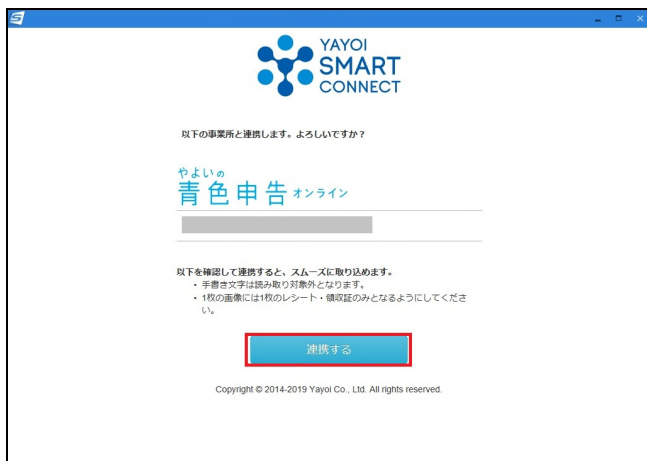 YAYOI
SMART
CONNECT
以下の事業所と連携します。よろしいですか？
やよいの
青色申告 オンライン
以下を確認して連携すると、スムーズに取り込めます。
・ 手書き文字は読み取り対象外となります。
・ 1枚の画像には1枚のレシート・領収証のみとなるようにしてくださ
い。
連携する
Copyright © 2014-2019 Yayoi Co., Ltd. All rights reserved.